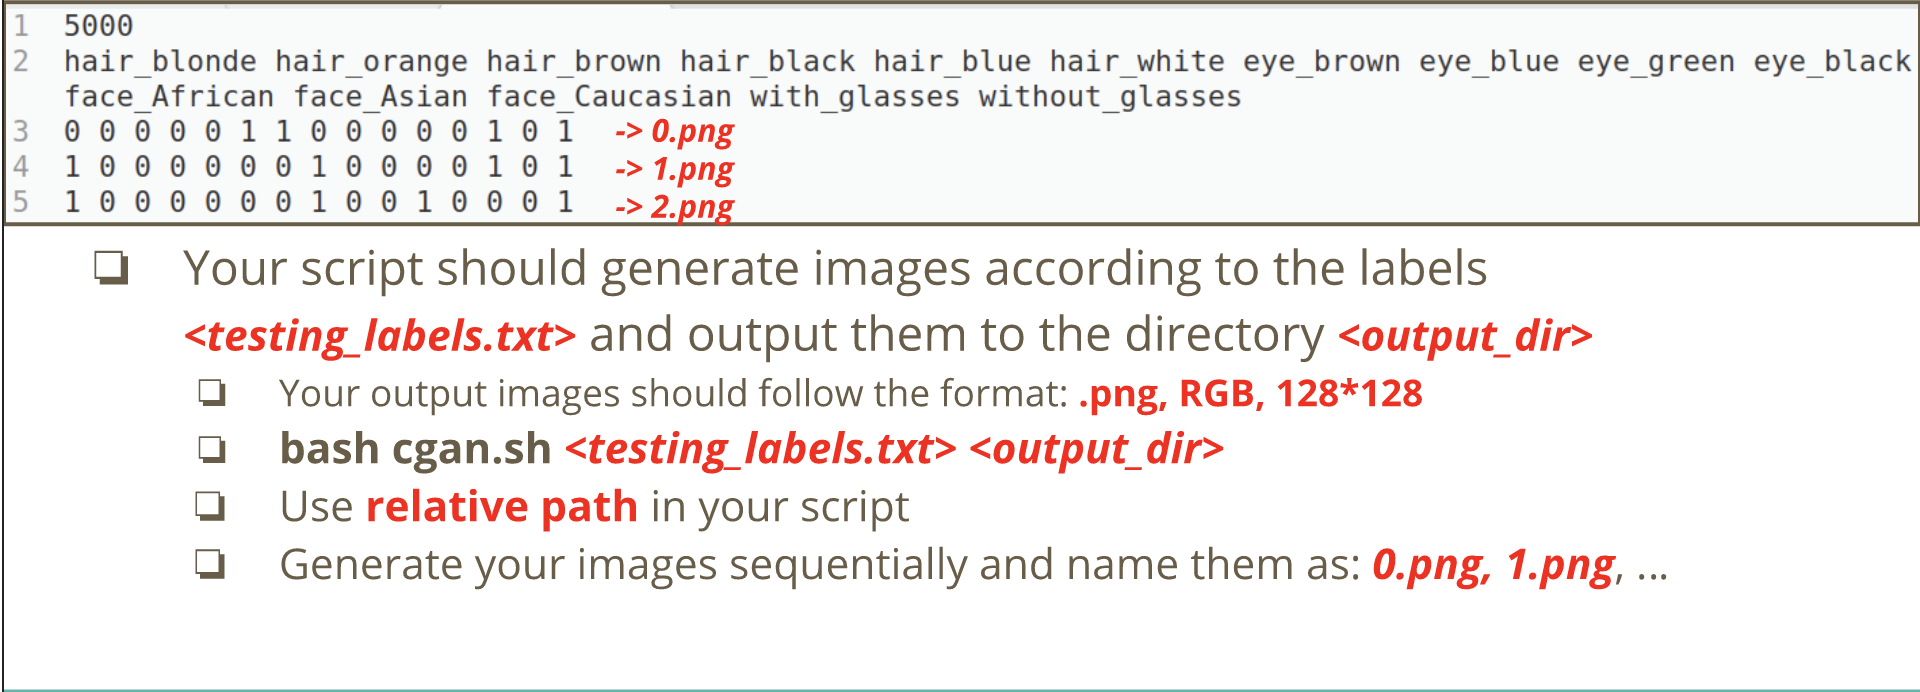 1 5000
2 hair_blonde hair_orange hair_brown hair_black hair_blue hair_white eye_brown eye_blue eye_green eye_black
face_African face_Asian face_Caucasian with_glasses without_glasses
3 0 0 0 0 0 1 1 0 0 0 0 0 1 0 1 -> 0.png
4 1 0 0 0 0 0 0 1 0 0 0 0 1 0 1 -> 1.png
5 1 0 0 0 0 0 0 1 0 0 1 0 0 0 1 -> 2.png
Your script should generate images according to the labels
<testing_labels.txt> and output them to the directory <output_dir>
Your output images should follow the format: .png, RGB, 128*128
bash cgan.sh <testing_labels.txt> <output_dir>
Use relative path in your script
Generate your images sequentially and name them as: 0.png, 1.png, ...